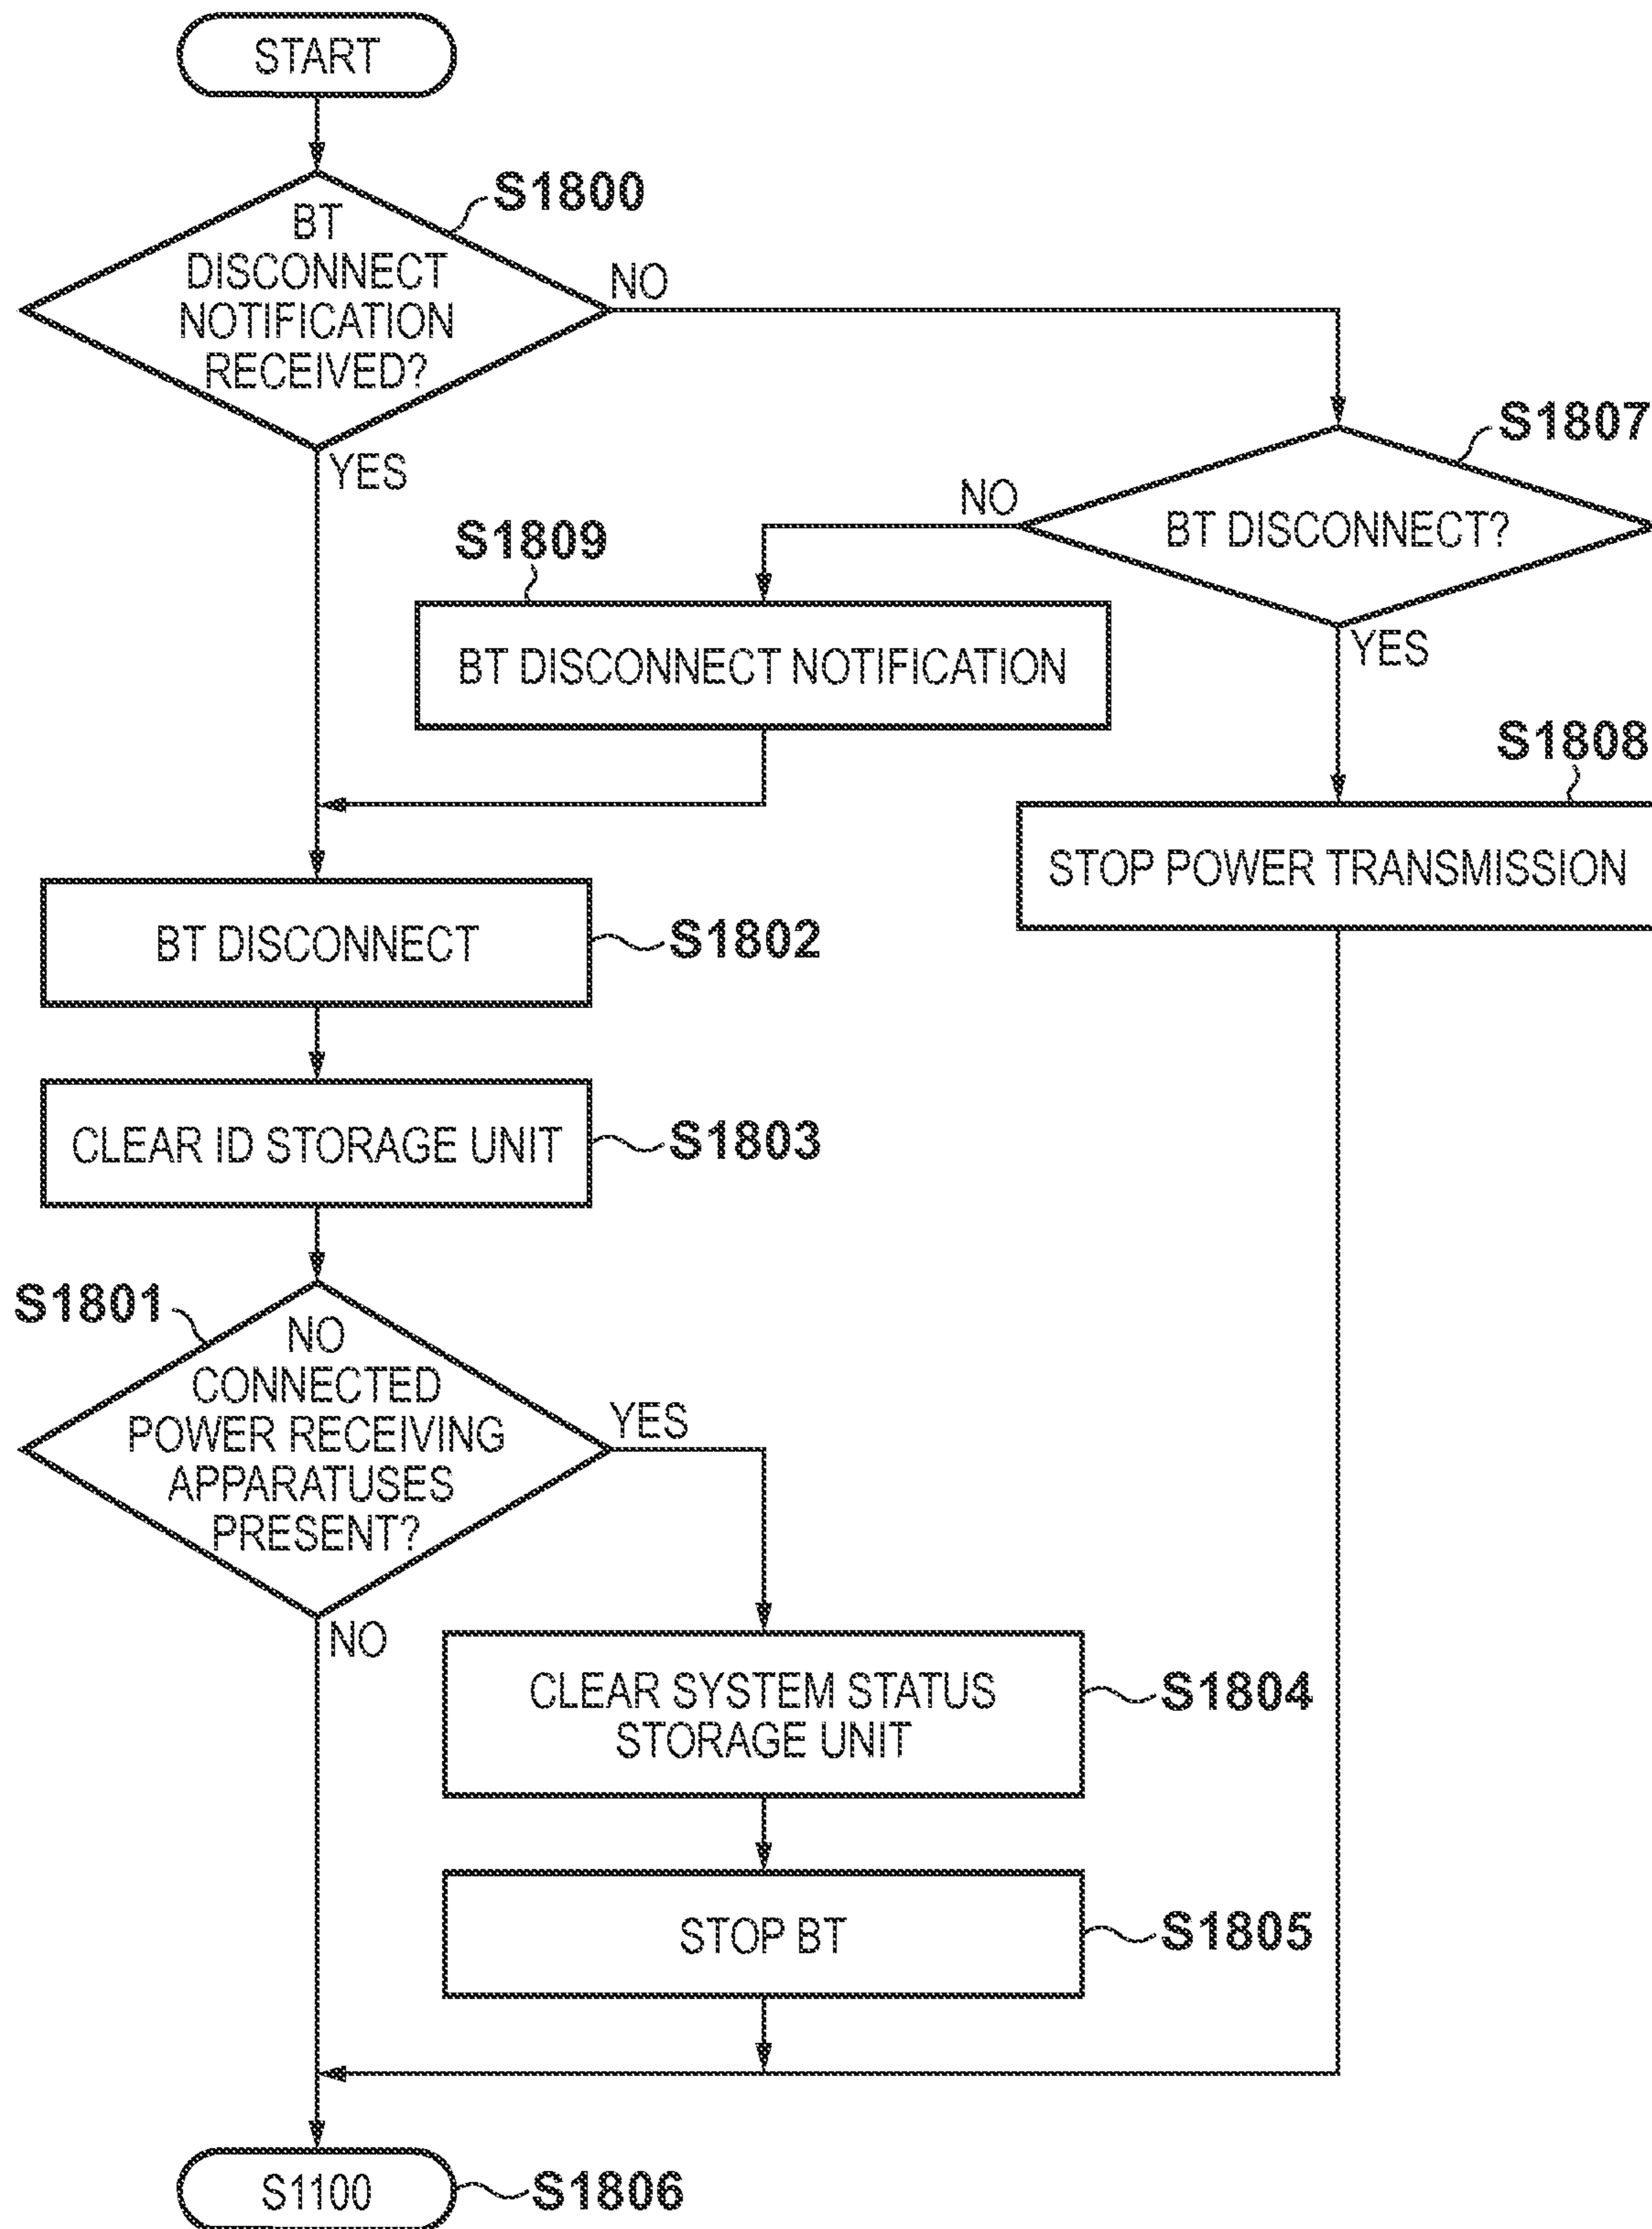 START
S1800
BT
DISCONNECT
NOTIFICATION
RECEIVED?
NO
YES
S1807
BT DISCONNECT?
NO
YES
S1809
BT DISCONNECT NOTIFICATION
S1808
STOP POWER TRANSMISSION
BT DISCONNECT
S1802
CLEAR ID STORAGE UNIT
S1803
S1801
NO
CONNECTED
POWER RECEIVING
APPARATUSES
PRESENT?
YES
NO
CLEAR SYSTEM STATUS
STORAGE UNIT
S1804
STOP BT
S1805
S1100
S1806